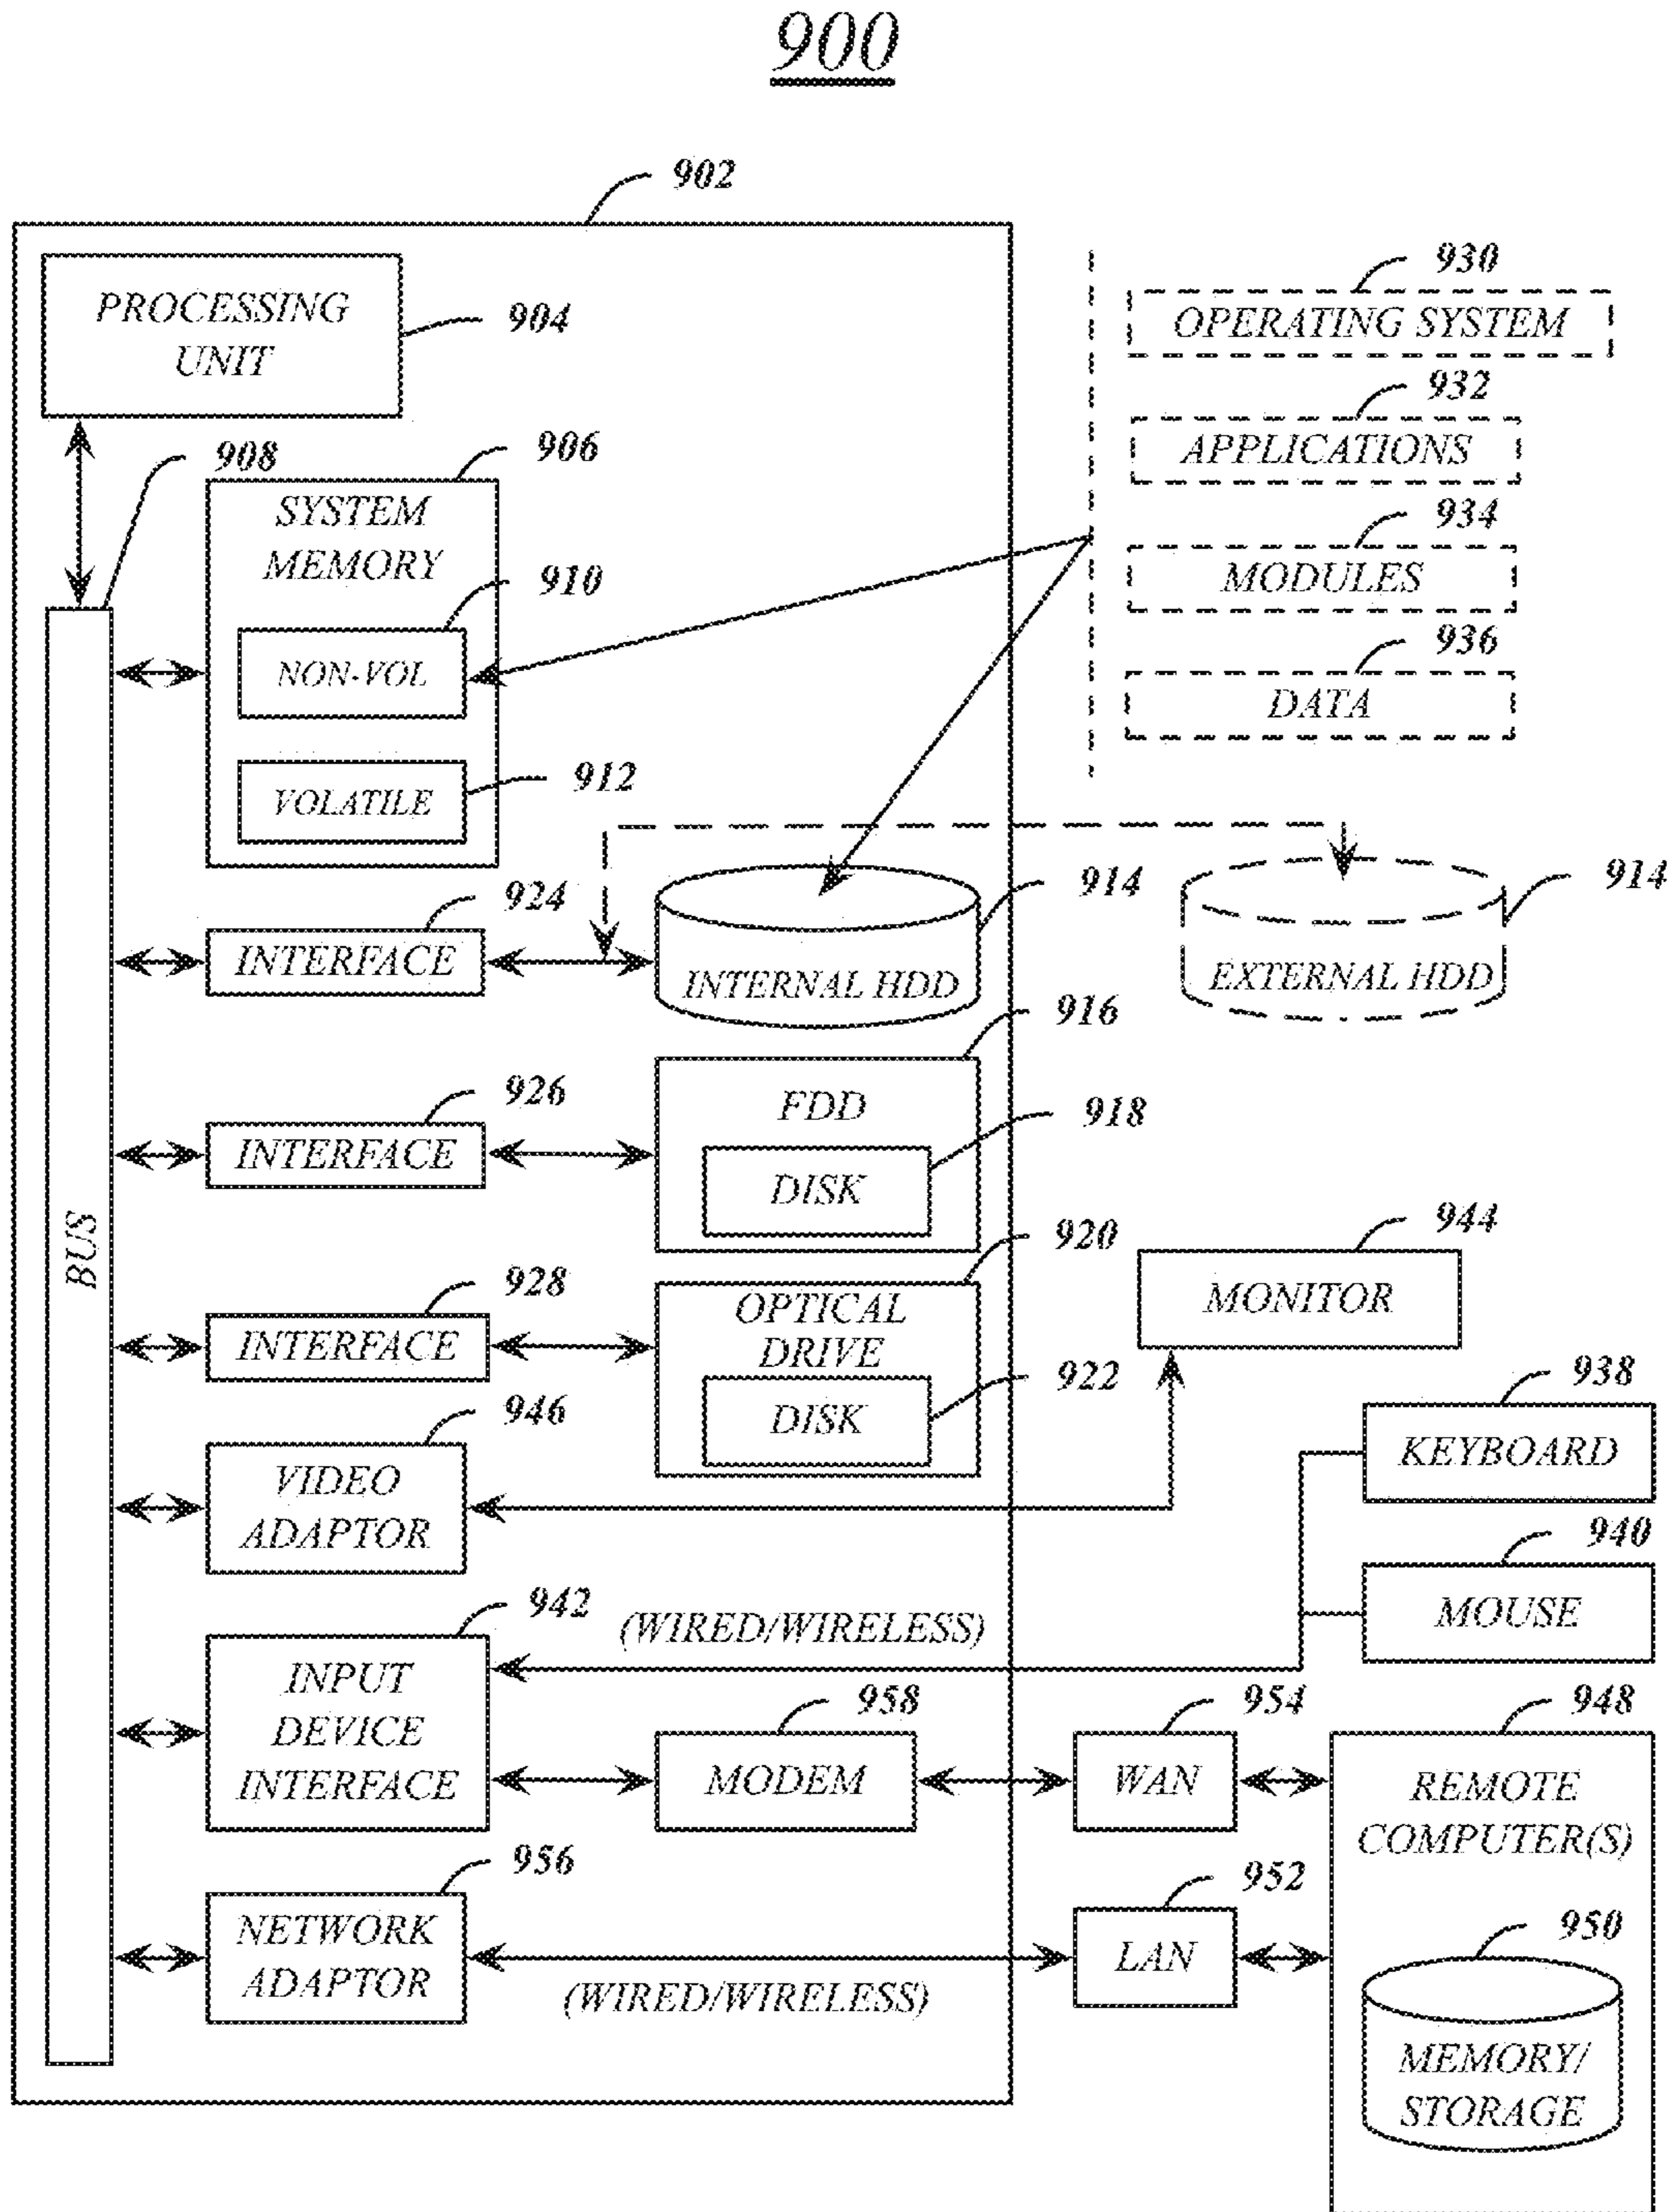 900
902
PROCESSING
UNIT
904
908
906
SYSTEM
MEMORY
910
NON-VOL
912
VOLATILE
930
OPERATING SYSTEM
932
APPLICATIONS
934
MODULES
936
DATA
BUS
924
INTERFACE
914
INTERNAL HDD
914
EXTERNAL HDD
926
INTERFACE
916
FDD
918
DISK
928
INTERFACE
920
OPTICAL
DRIVE
922
DISK
944
MONITOR
946
VIDEO
ADAPTOR
938
KEYBOARD
940
MOUSE
942
INPUT
DEVICE
INTERFACE
(WIRED/WIRELESS)
958
MODEM
954
WAN
948
REMOTE
COMPUTER(S)
956
NETWORK
ADAPTOR
(WIRED/WIRELESS)
952
LAN
950
MEMORY/
STORAGE